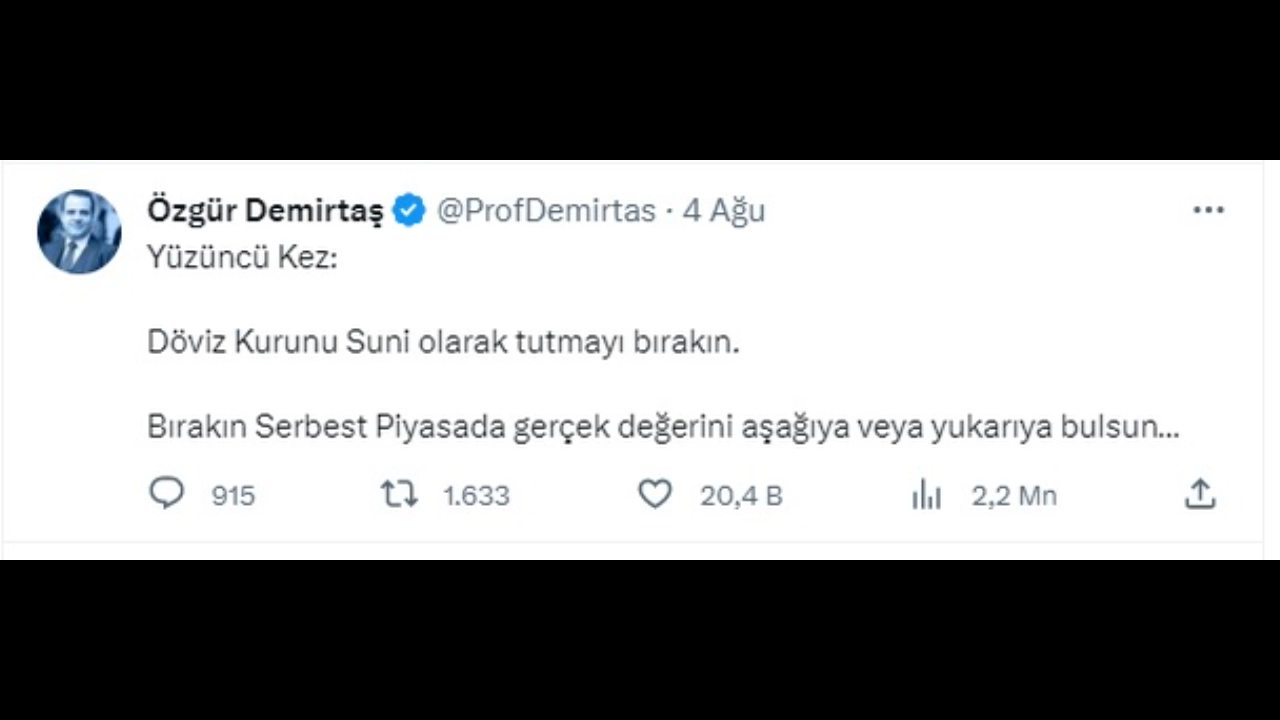 Özgür Demirtaş @ProfDemirtas · 4 Ağu
Yüzüncü Kez:
Döviz Kurunu Suni olarak tutmayı bırakın.
Bırakın Serbest Piyasada gerçek değerini aşağıya veya yukarıya bulsun...
915 1.633 20,4 B 2,2 Mn